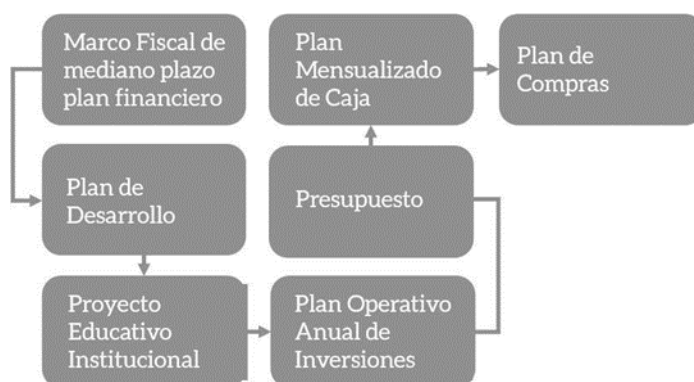 Marco Fiscal de
mediano plazo
plan financiero
Plan de
Desarrollo
Proyecto
Educativo
Institucional
Plan Operativo
Anual de
Inversiones
Presupuesto
Plan
Mensualizado
de Caja
Plan de
Compras